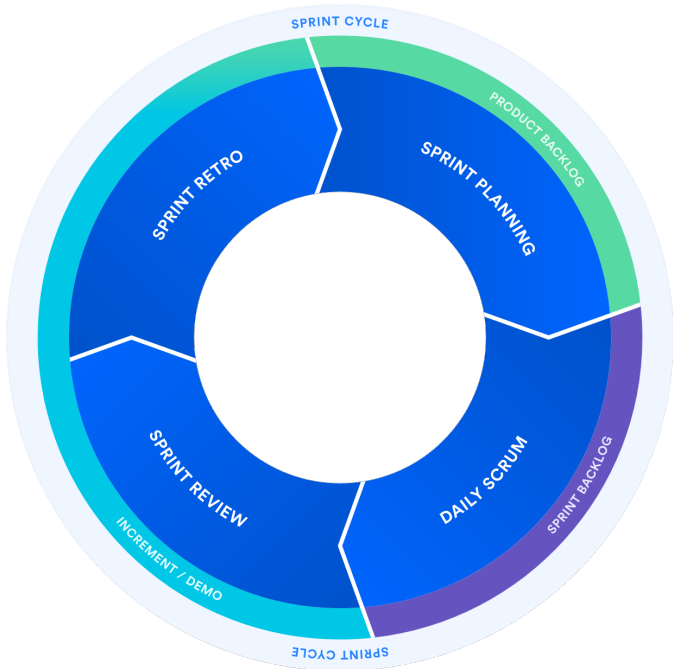 SPRINT CYCLE
PRODUCT BACKLOG
SPRINT PLANNING
SPRINT BACKLOG
DAILY SCRUM
SPRINT CYCLE
INCREMENT / DEMO
SPRINT REVIEW
SPRINT RETRO